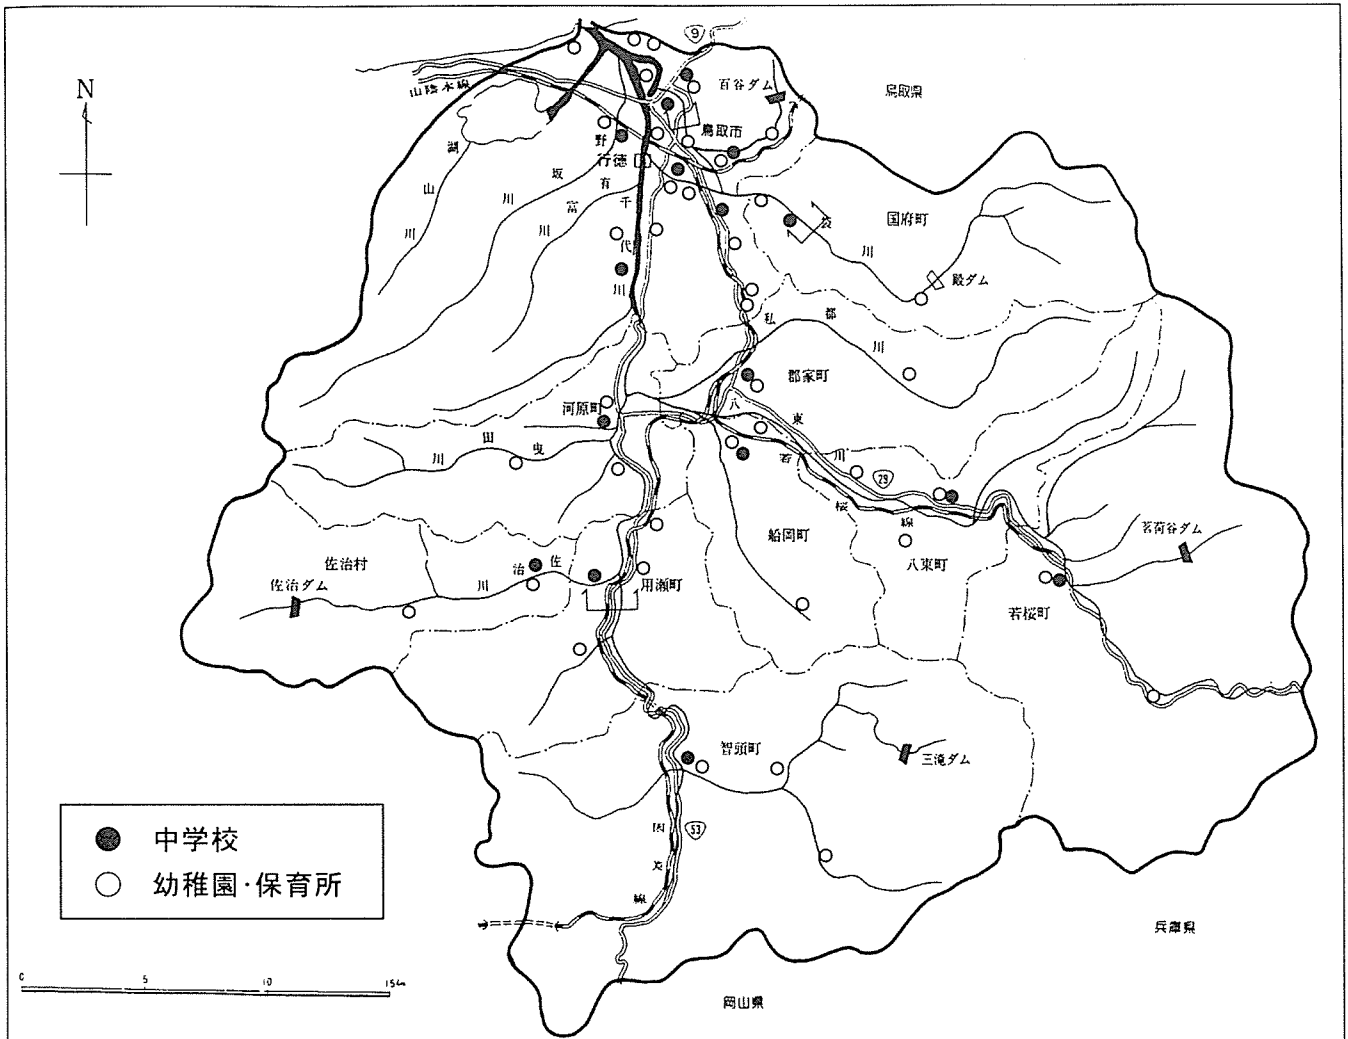 N
9
山陰本線
百谷ダム
鳥取県
鳥取市
湖山川
野坂川
行徳
有富川
千代川
袋川
国府町
殿ダム
私都川
郡家町
河原町
八東川
曳田川
若桜線
29
船岡町
八東町
茗荷谷ダム
佐治村
佐治川
佐治ダム
用瀬町
若桜町
智頭町
三滝ダム
53
因美線
中学校
幼稚園・保育所
兵庫県
岡山県
0 5 10 15km